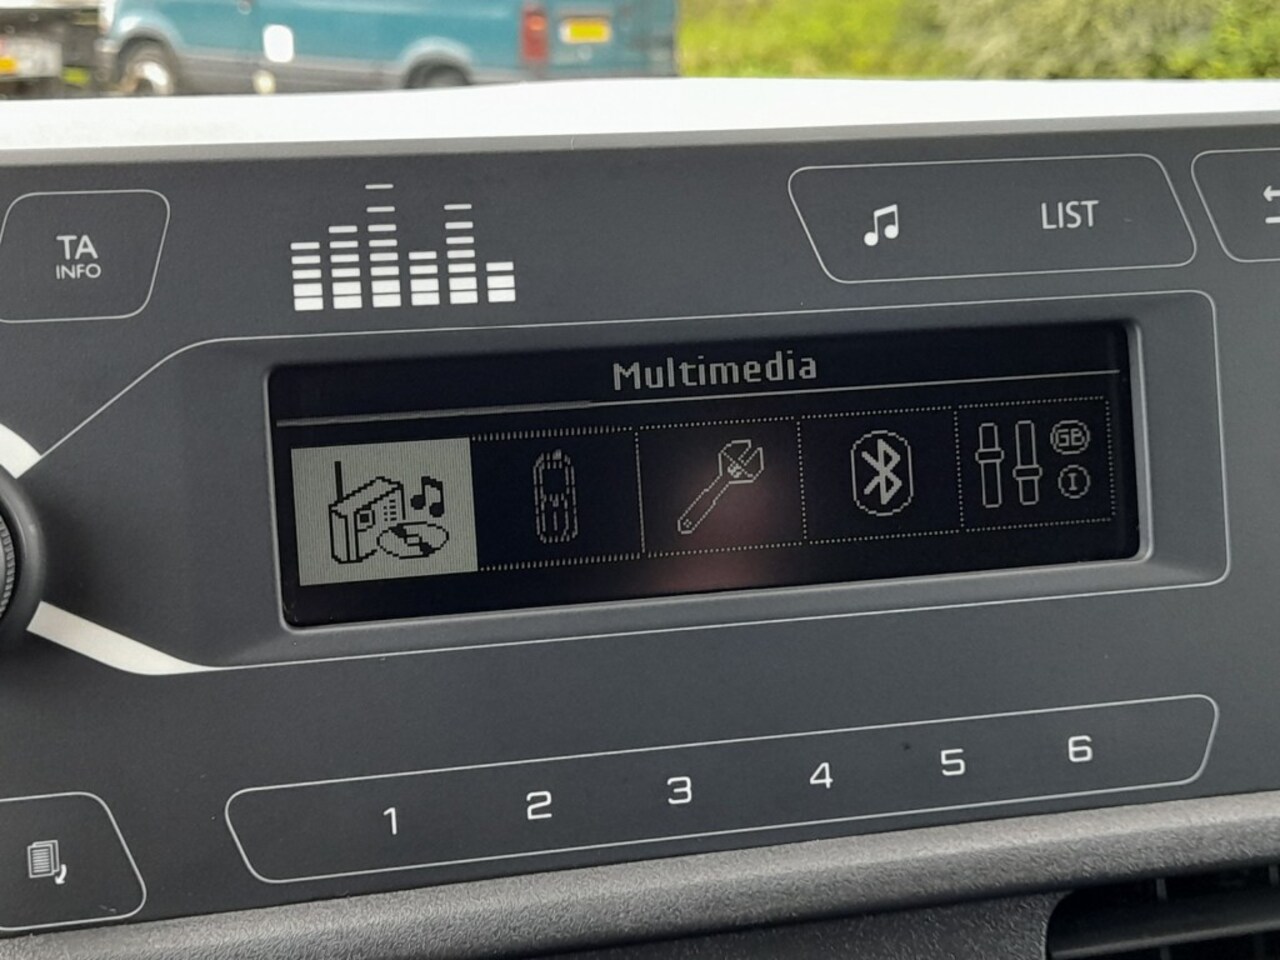 TA
INFO
LIST
Multimedia
GB
I
1 2 3 4 5 6